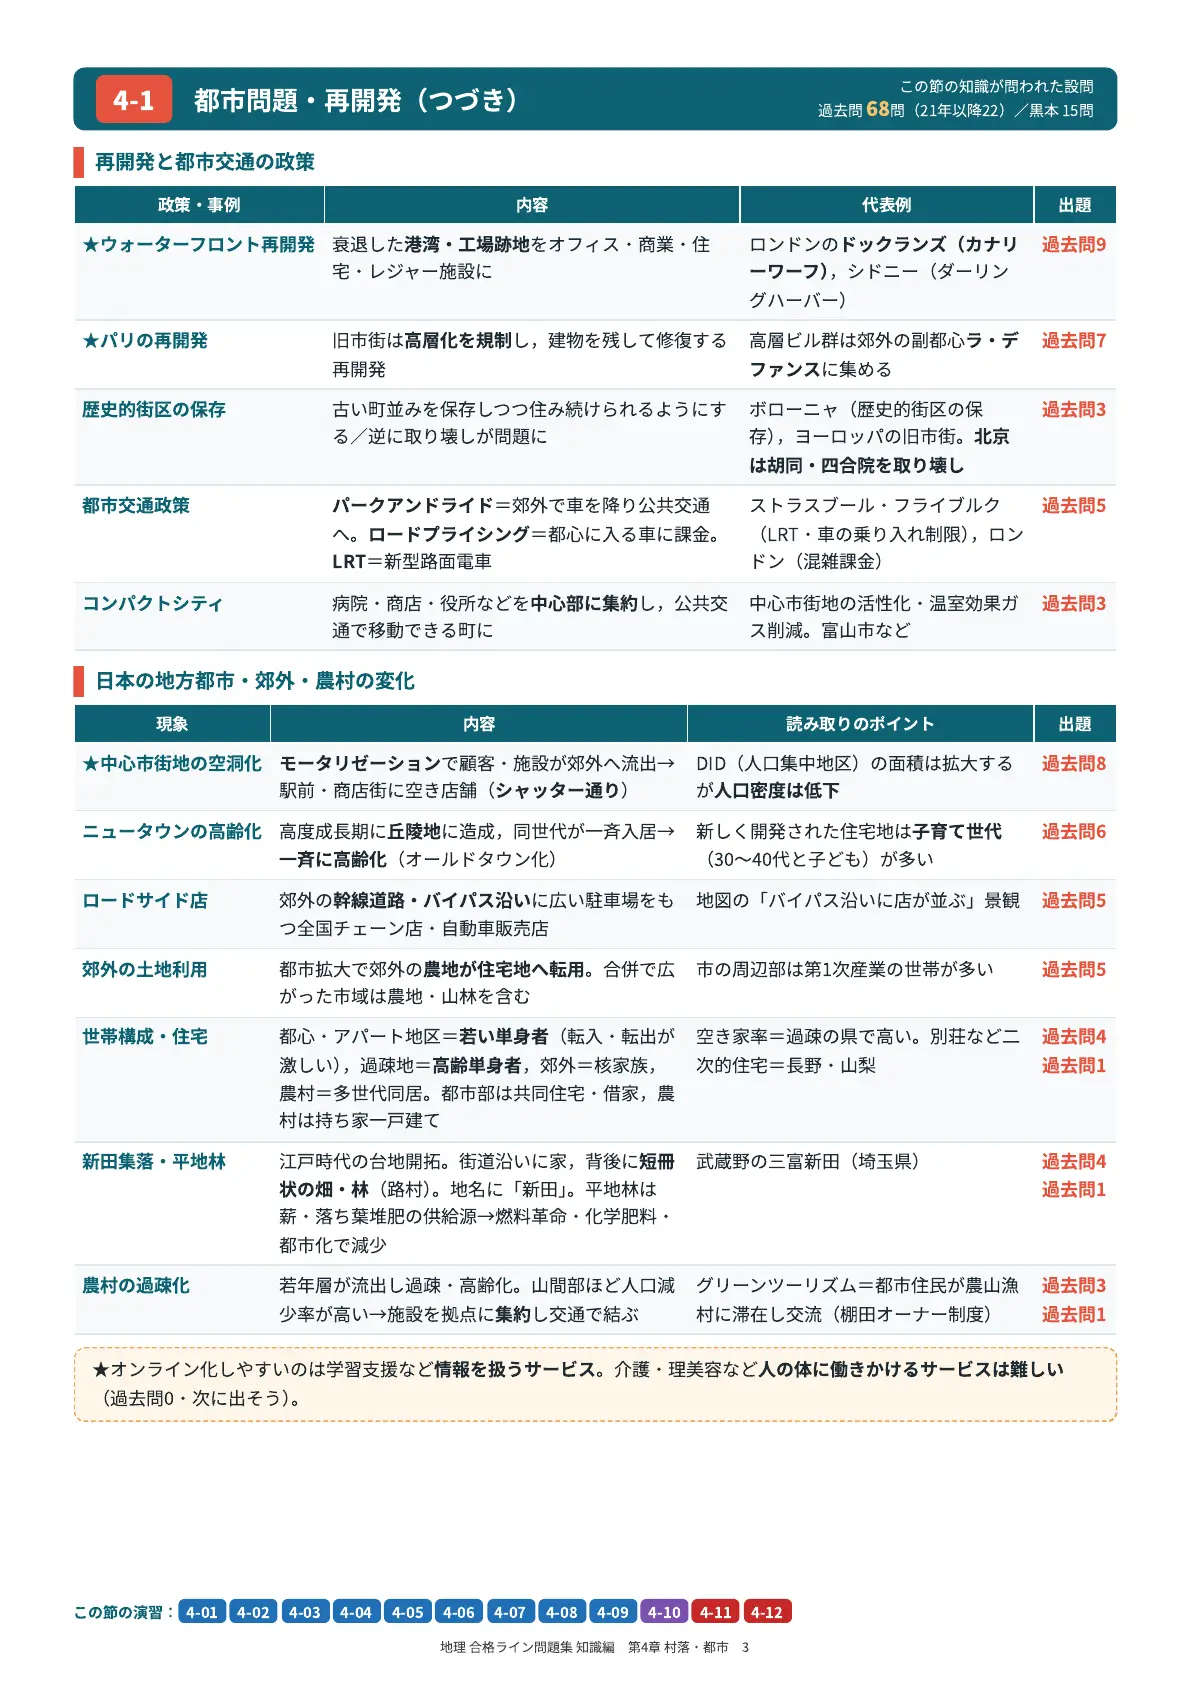 4-1 都市問題・再開発（つづき）
この節の知識が問われた設問
過去問 68問（21年以降22）／黒本 15問
再開発と都市交通の政策
政策・事例 内容 代表例 出題
★ウォーターフロント再開発 衰退した港湾・工場跡地をオフィス・商業・住 ロンドンのドックランズ（カナリ 過去問9
宅・レジャー施設に ーワーフ），シドニー（ダーリン
グハーバー）
★パリの再開発 旧市街は高層化を規制し，建物を残して修復する 高層ビル群は郊外の副都心ラ・デ 過去問7
再開発 ファンスに集める
歴史的街区の保存 古い町並みを保存しつつ住み続けられるようにす ボローニャ（歴史的街区の保 過去問3
る／逆に取り壊しが問題に 存），ヨーロッパの旧市街。北京
は胡同・四合院を取り壊し
都市交通政策 パークアンドライド＝郊外で車を降り公共交通 ストラスブール・フライブルク 過去問5
へ。ロードプライシング＝都心に入る車に課金。 （LRT・車の乗り入れ制限），ロン
LRT＝新型路面電車 ドン（混雑課金）
コンパクトシティ 病院・商店・役所などを中心部に集約し，公共交 中心市街地の活性化・温室効果ガ 過去問3
通で移動できる町に ス削減。富山市など
日本の地方都市・郊外・農村の変化
現象 内容 読み取りのポイント 出題
★中心市街地の空洞化 モータリゼーションで顧客・施設が郊外へ流出→ DID（人口集中地区）の面積は拡大する 過去問8
駅前・商店街に空き店舗（シャッター通り） が人口密度は低下
ニュータウンの高齢化 高度成長期に丘陵地に造成，同世代が一斉入居→ 新しく開発された住宅地は子育て世代 過去問6
一斉に高齢化（オールドタウン化） （30〜40代と子ども）が多い
ロードサイド店 郊外の幹線道路・バイパス沿いに広い駐車場をも 地図の「バイパス沿いに店が並ぶ」景観 過去問5
つ全国チェーン店・自動車販売店
郊外の土地利用 都市拡大で郊外の農地が住宅地へ転用。合併で広 市の周辺部は第1次産業の世帯が多い 過去問5
がった市域は農地・山林を含む
世帯構成・住宅 都心・アパート地区＝若い単身者（転入・転出が 空き家率＝過疎の県で高い。別荘など二 過去問4
激しい），過疎地＝高齢単身者，郊外＝核家族， 次的住宅＝長野・山梨 過去問1
農村＝多世代同居。都市部は共同住宅・借家，農
村は持ち家一戸建て
新田集落・平地林 江戸時代の台地開拓。街道沿いに家，背後に短冊 武蔵野の三富新田（埼玉県） 過去問4
状の畑・林（路村）。地名に「新田」。平地林は 過去問1
薪・落ち葉堆肥の供給源→燃料革命・化学肥料・
都市化で減少
農村の過疎化 若年層が流出し過疎・高齢化。山間部ほど人口減 グリーンツーリズム＝都市住民が農山漁 過去問3
少率が高い→施設を拠点に集約し交通で結ぶ 村に滞在し交流（棚田オーナー制度） 過去問1
★オンライン化しやすいのは学習支援など情報を扱うサービス。介護・理美容など人の体に働きかけるサービスは難しい
（過去問0・次に出そう）。
この節の演習： 4-01 4-02 4-03 4-04 4-05 4-06 4-07 4-08 4-09 4-10 4-11 4-12
地理 合格ライン問題集 知識編 第4章 村落・都市 3